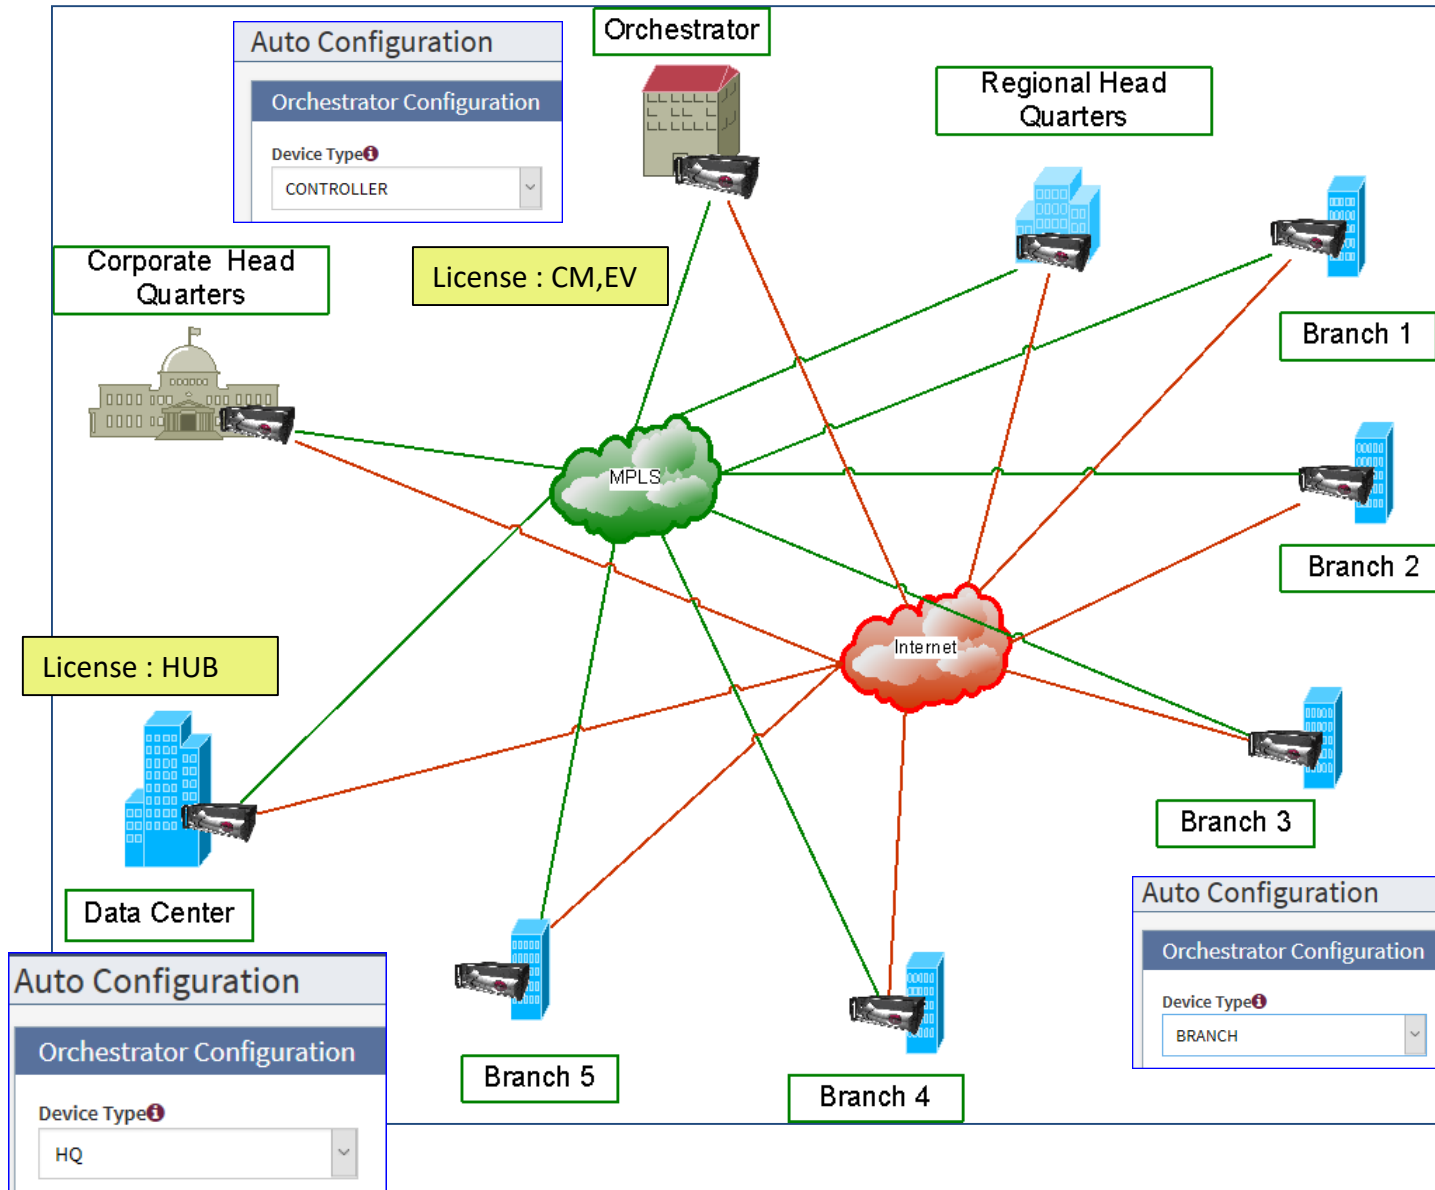 Auto Configuration
Orchestrator Configuration
Device Type
CONTROLLER
Orchestrator
Regional Head
Quarters
Corporate Head
Quarters
License : CM,EV
Branch 1
MPLS
Branch 2
Internet
License : HUB
Branch 3
Data Center
Auto Configuration
Orchestrator Configuration
Device Type
BRANCH
Auto Configuration
Orchestrator Configuration
Device Type
HQ
Branch 5
Branch 4